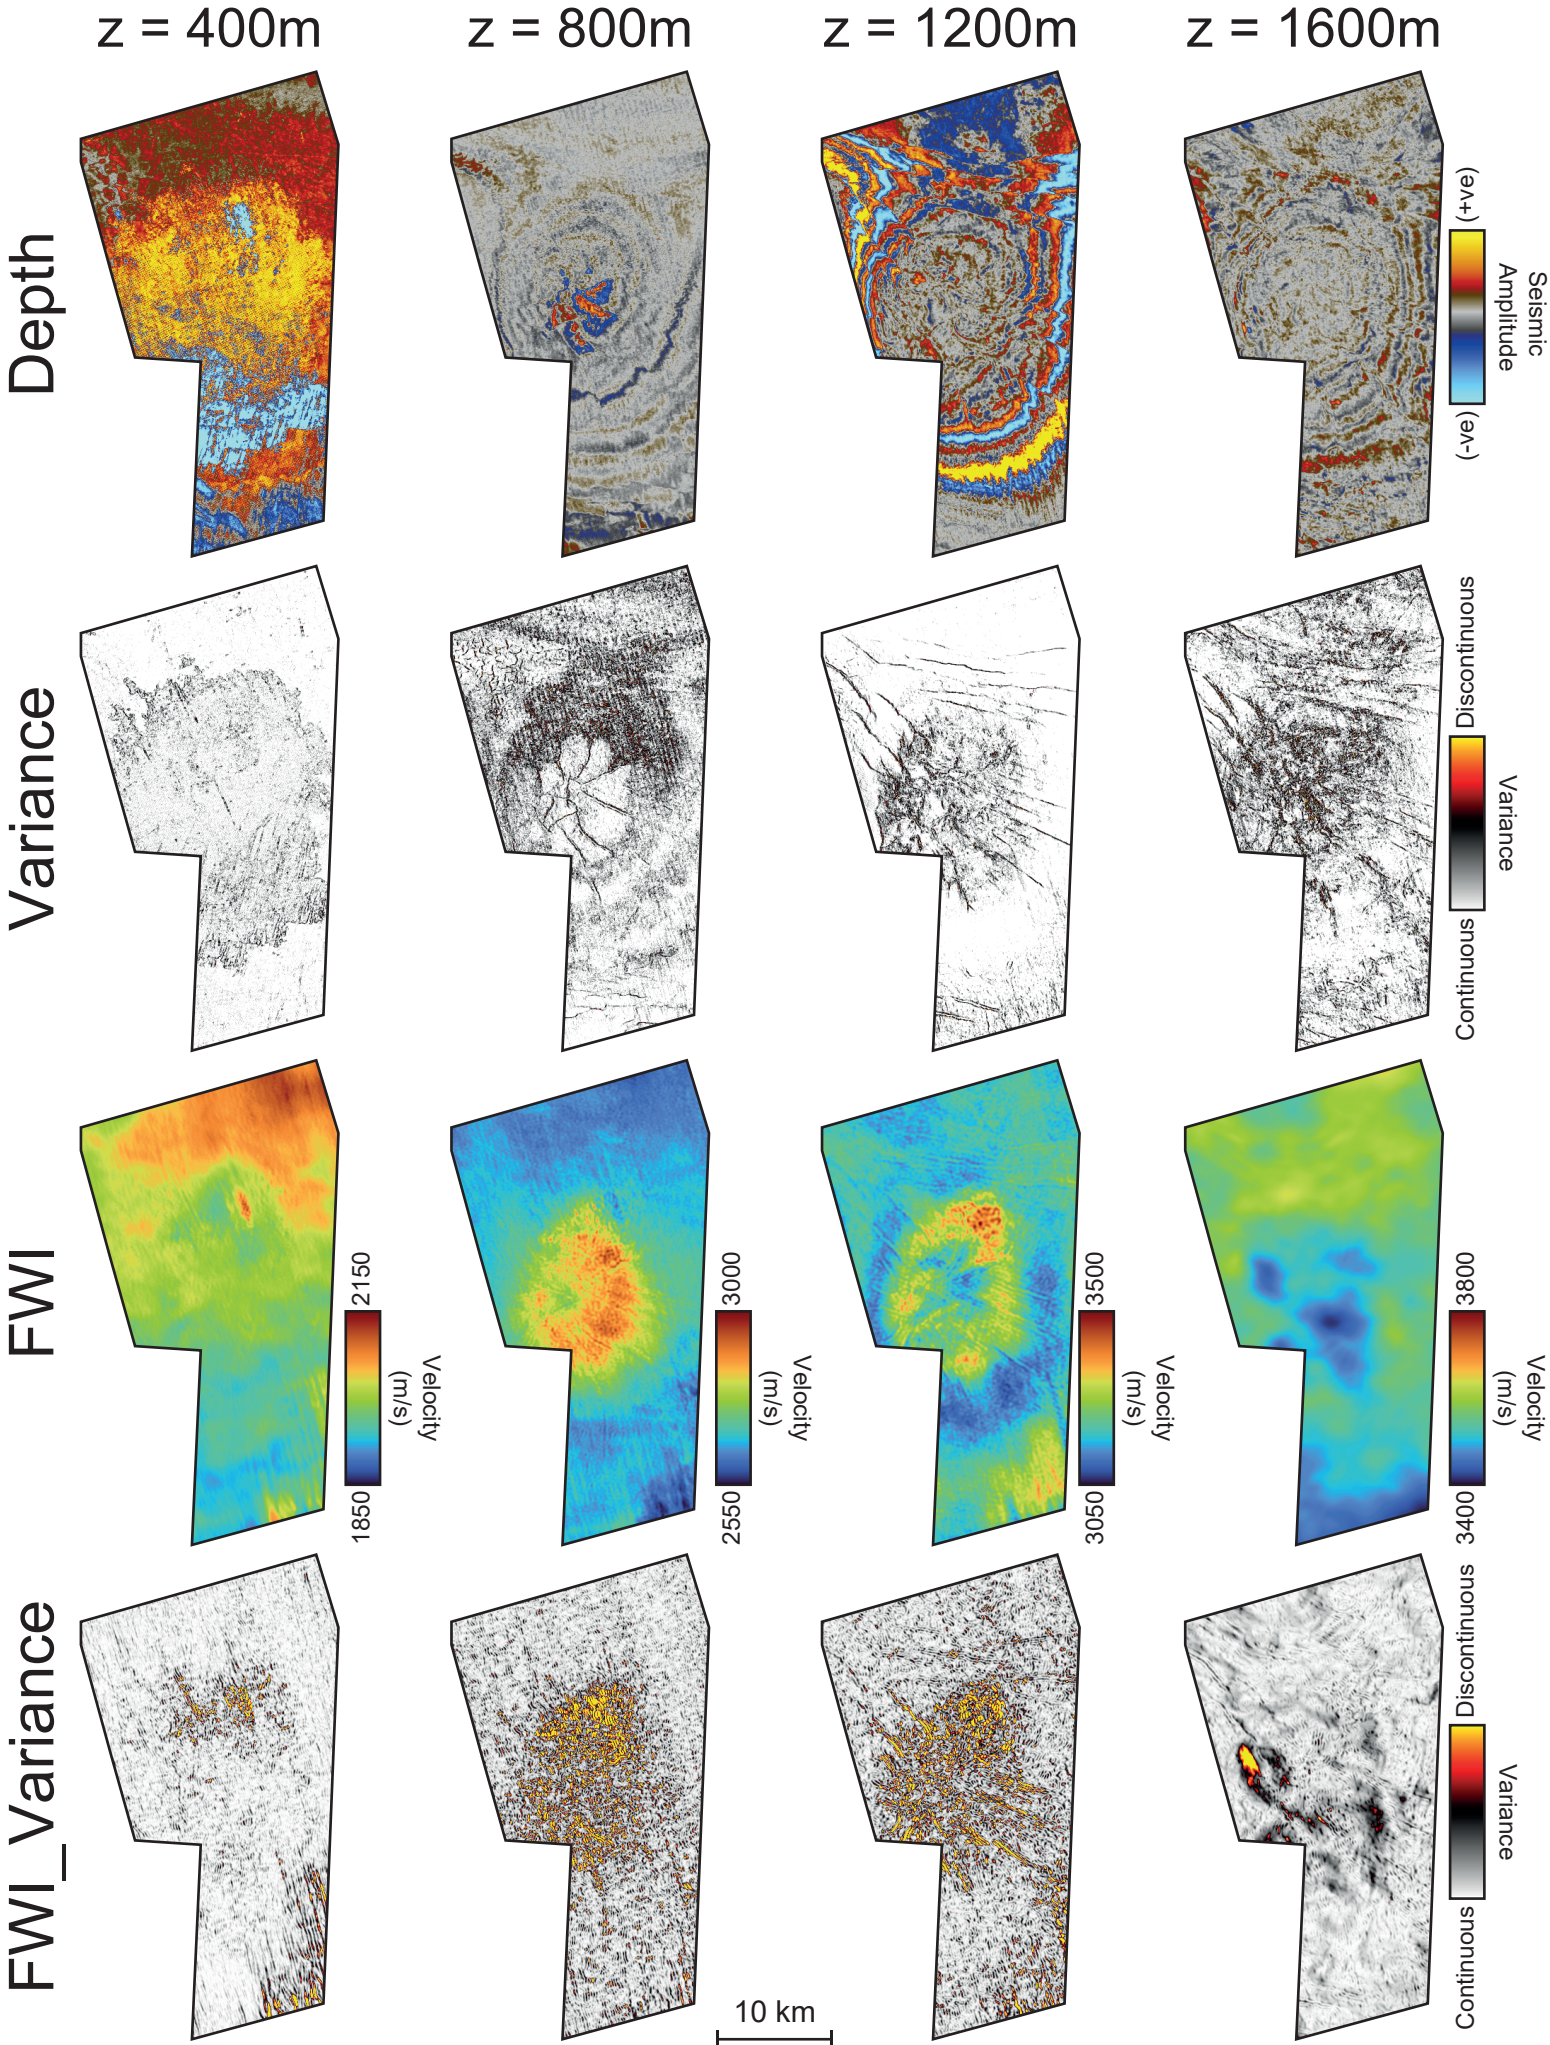 z = 400m
z = 800m
z = 1200m
z = 1600m
Depth
(+ve)
Seismic
Amplitude
(-ve)
Variance
Discontinuous
Variance
Continuous
FWI
2150
Velocity
(m/s)
1850
3000
Velocity
(m/s)
2550
3500
Velocity
(m/s)
3050
3800
Velocity
(m/s)
3400
FWI_Variance
Discontinuous
Variance
Continuous
10 km